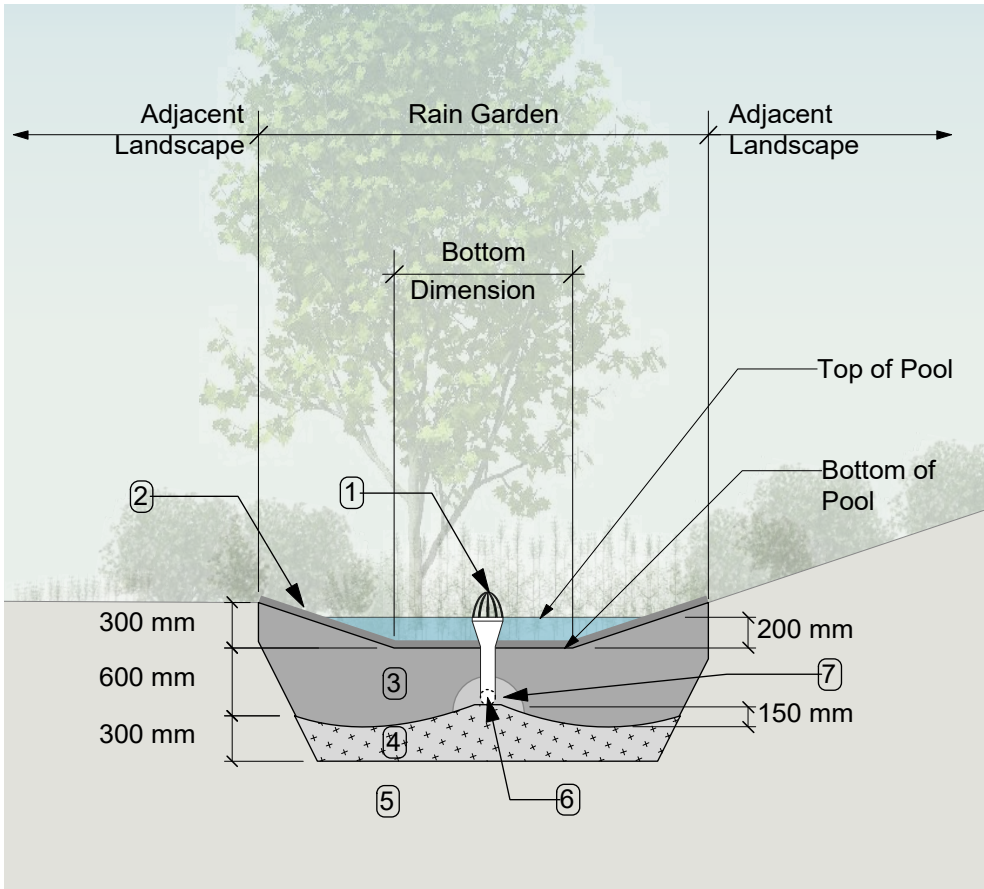 Adjacent
Landscape
Rain Garden
Adjacent
Landscape
Bottom
Dimension
Top of Pool
Bottom of
Pool
2
1
300 mm
200 mm
600 mm
3
7
300 mm
150 mm
4
5
6